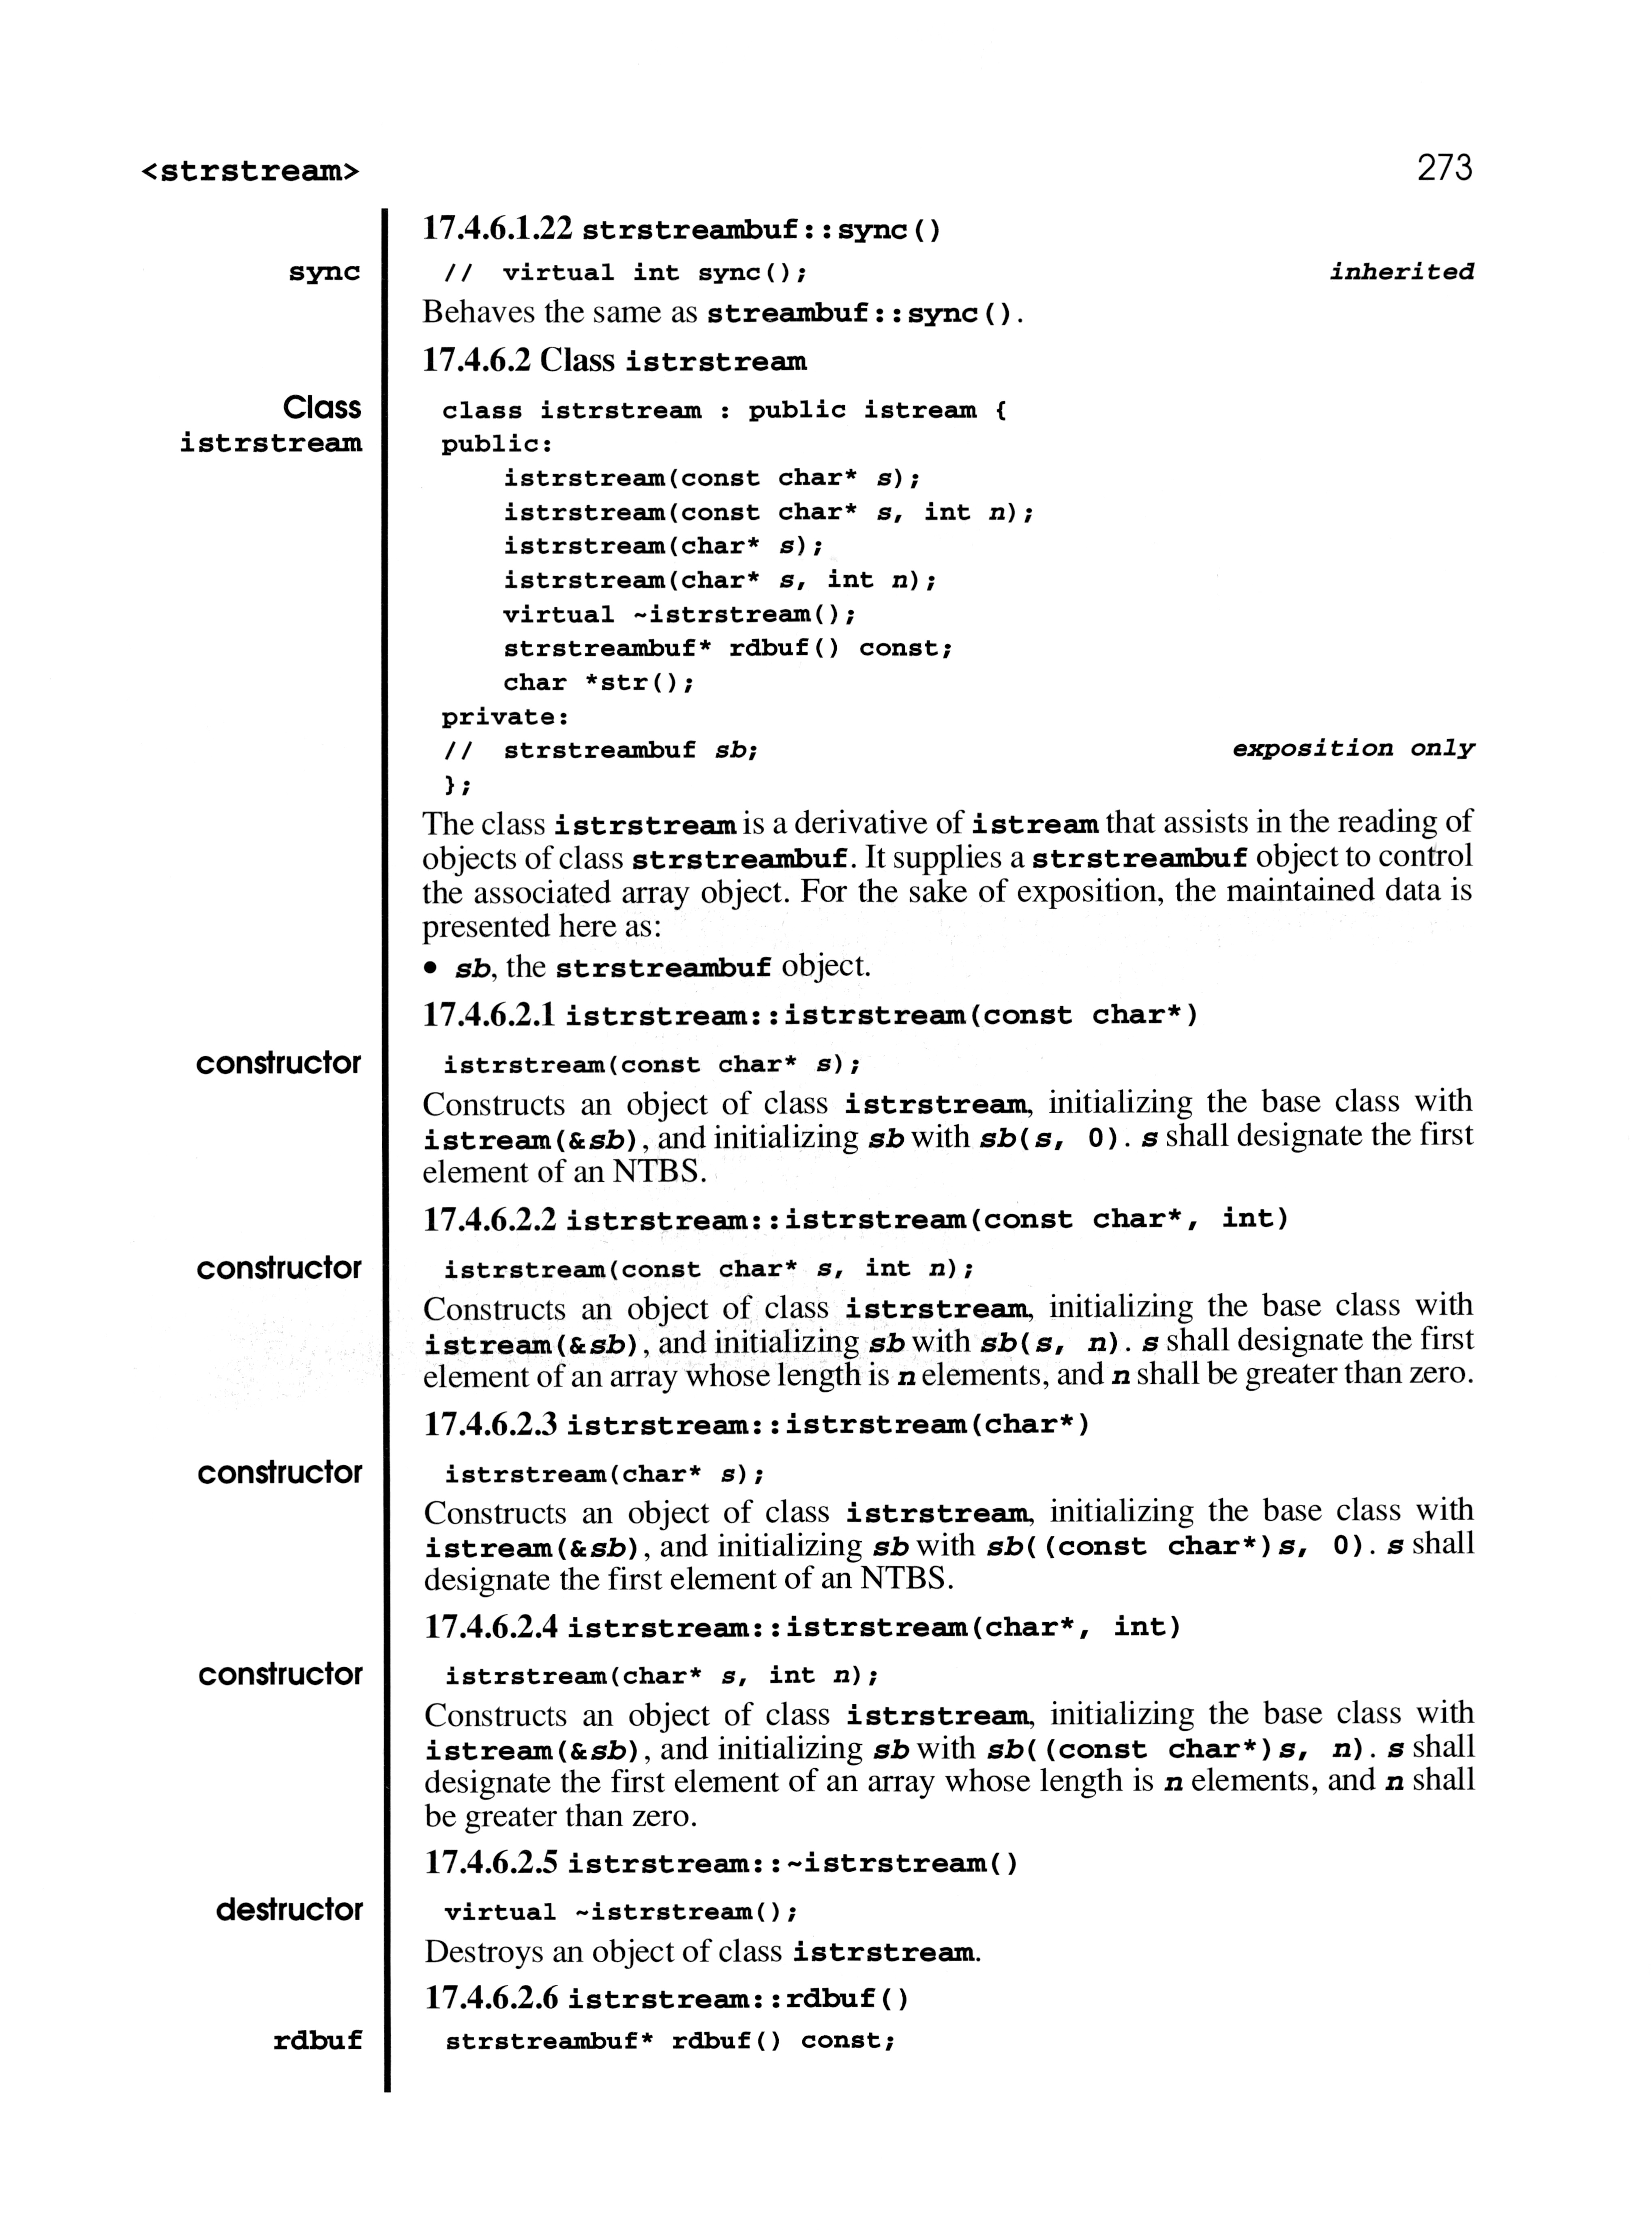 <strstream> 273
17.4.6.1.22 strstreambuf::sync()
sync // virtual int sync(); inherited
Behaves the same as streambuf::sync().
17.4.6.2 Class istrstream
Class class istrstream : public istream {
istrstream public:
istrstream(const char* s);
istrstream(const char* s, int n);
istrstream(char* s);
istrstream(char* s, int n);
virtual ~istrstream();
strstreambuf* rdbuf() const;
char *str();
private:
// strstreambuf sb; exposition only
};
The class istrstream is a derivative of istream that assists in the reading of
objects of class strstreambuf. It supplies a strstreambuf object to control
the associated array object. For the sake of exposition, the maintained data is
presented here as:
• sb, the strstreambuf object.
17.4.6.2.1 istrstream::istrstream(const char*)
constructor istrstream(const char* s);
Constructs an object of class istrstream, initializing the base class with
istream(&sb), and initializing sb with sb(s, 0). s shall designate the first
element of an NTBS.
17.4.6.2.2 istrstream::istrstream(const char*, int)
constructor istrstream(const char* s, int n);
Constructs an object of class istrstream, initializing the base class with
istream(&sb), and initializing sb with sb(s, n). s shall designate the first
element of an array whose length is n elements, and n shall be greater than zero.
17.4.6.2.3 istrstream::istrstream(char*)
constructor istrstream(char* s);
Constructs an object of class istrstream, initializing the base class with
istream(&sb), and initializing sb with sb((const char*)s, 0). s shall
designate the first element of an NTBS.
17.4.6.2.4 istrstream::istrstream(char*, int)
constructor istrstream(char* s, int n);
Constructs an object of class istrstream, initializing the base class with
istream(&sb), and initializing sb with sb((const char*)s, n). s shall
designate the first element of an array whose length is n elements, and n shall
be greater than zero.
17.4.6.2.5 istrstream::~istrstream()
destructor virtual ~istrstream();
Destroys an object of class istrstream.
17.4.6.2.6 istrstream::rdbuf()
rdbuf strstreambuf* rdbuf() const;